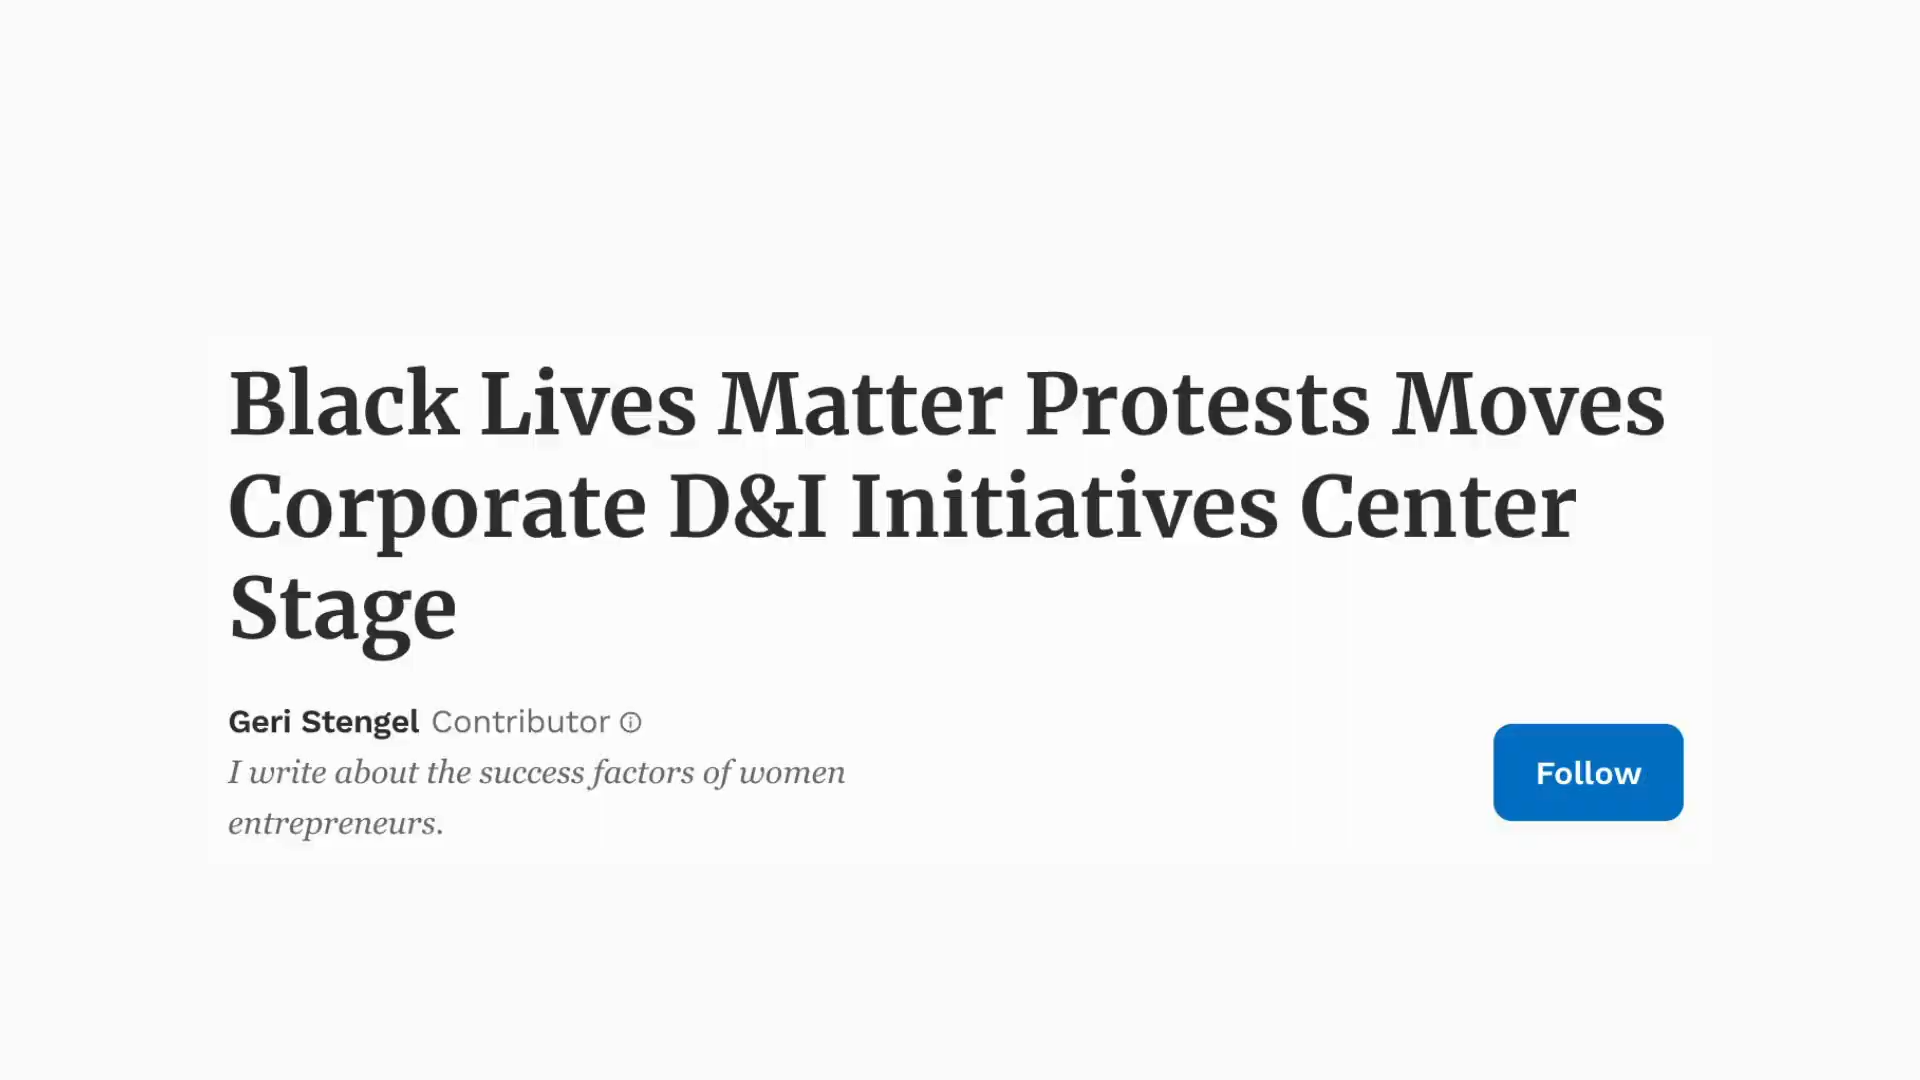 Black Lives Matter Protests Moves
Corporate D&I Initiatives Center
Stage
Geri Stengel Contributor ⓘ
I write about the success factors of women
entrepreneurs.
Follow